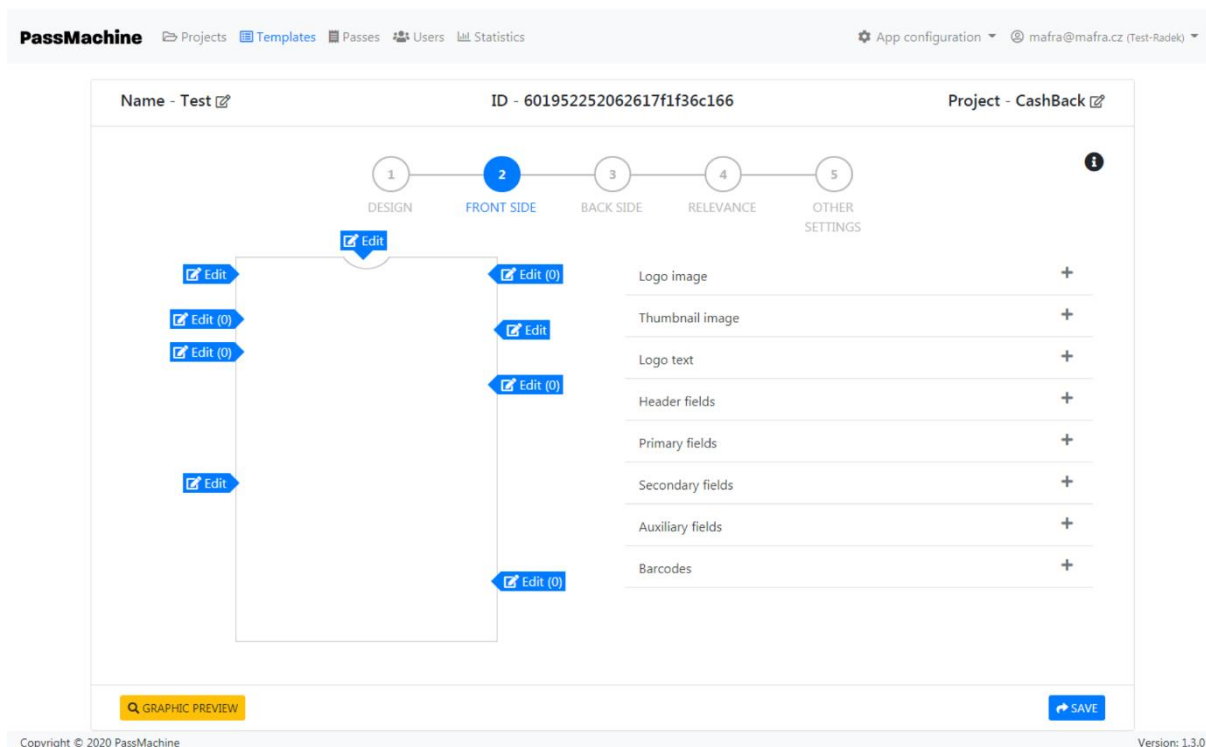 PassMachine Projects Templates Passes Users Statistics App configuration mafra@mafra.cz (Test-Radek)
Name - Test ID - 601952252062617f1f36c166 Project - CashBack
1 2 3 4 5
DESIGN FRONT SIDE BACK SIDE RELEVANCE OTHER
SETTINGS
Edit
Edit Edit (0)
Edit (0) Edit
Edit (0)
Edit (0)
Edit
Edit (0)
Logo image
Thumbnail image
Logo text
Header fields
Primary fields
Secondary fields
Auxiliary fields
Barcodes
GRAPHIC PREVIEW SAVE
Copyright © 2020 PassMachine Version: 1.3.0